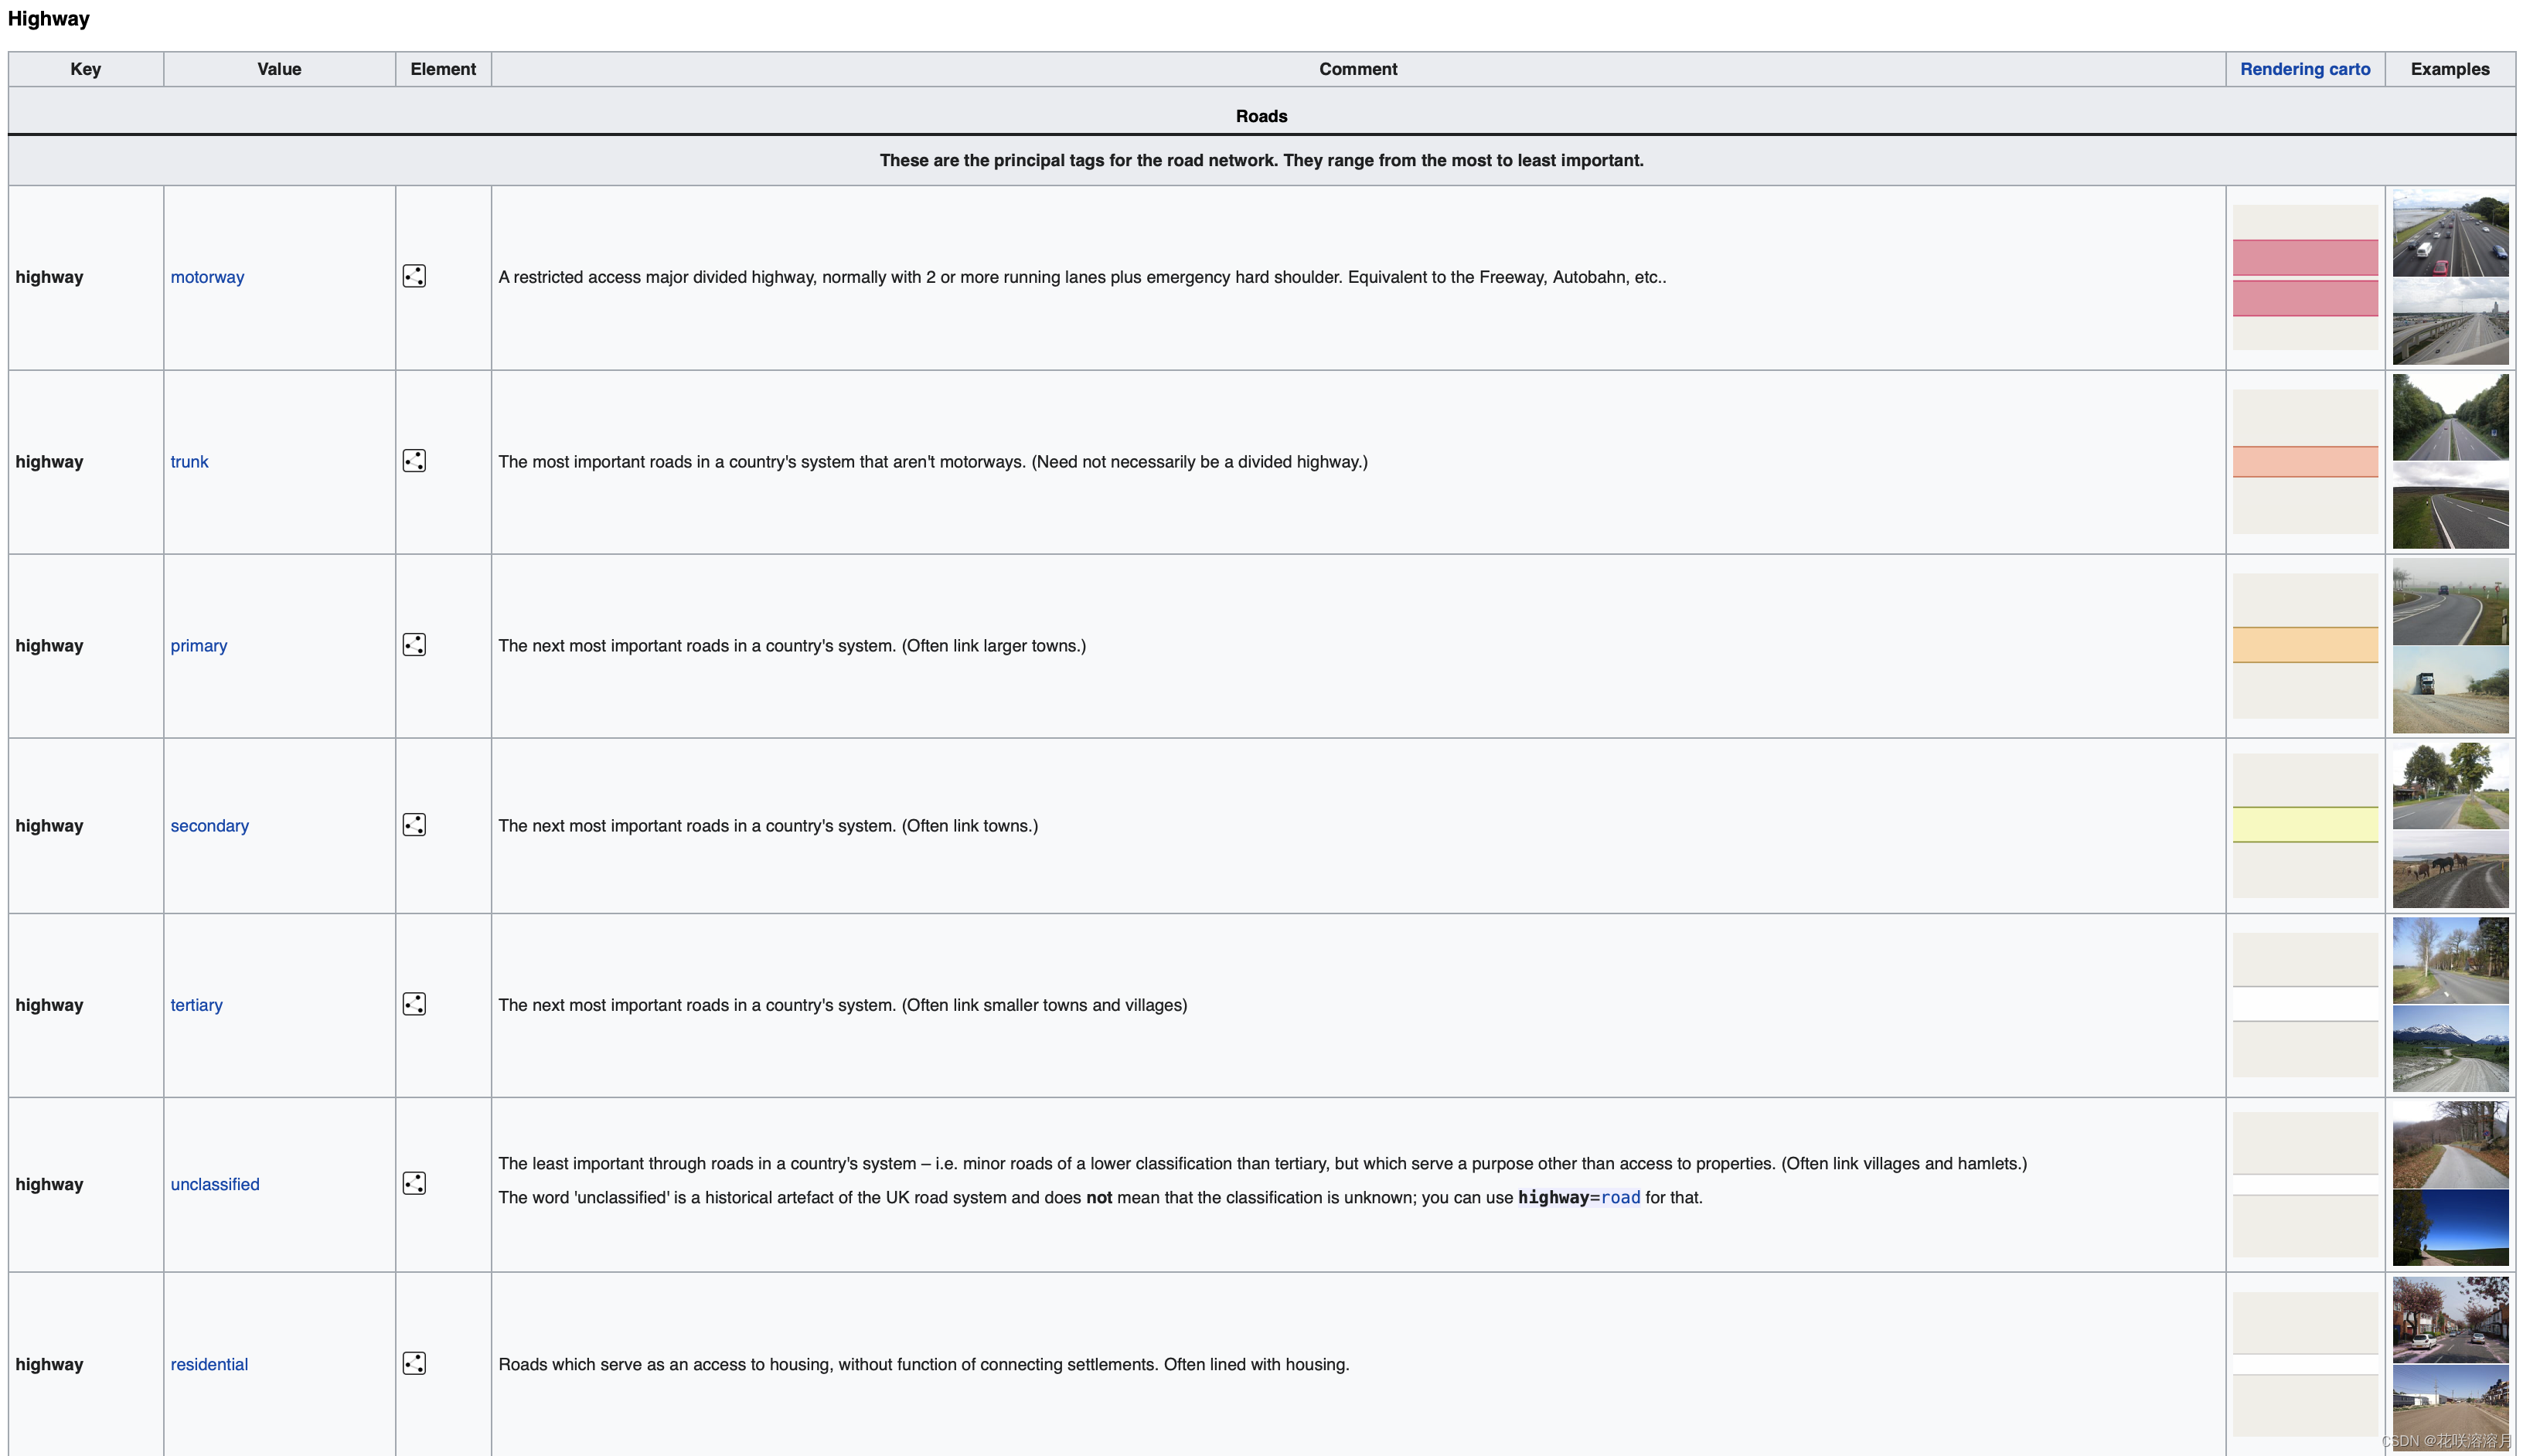 Highway
Key Value Element Comment Rendering carto Examples
Roads
These are the principal tags for the road network. They range from the most to least important.
highway motorway A restricted access major divided highway, normally with 2 or more running lanes plus emergency hard shoulder. Equivalent to the Freeway, Autobahn, etc..
highway trunk The most important roads in a country's system that aren't motorways. (Need not necessarily be a divided highway.)
highway primary The next most important roads in a country's system. (Often link larger towns.)
highway secondary The next most important roads in a country's system. (Often link towns.)
highway tertiary The next most important roads in a country's system. (Often link smaller towns and villages)
The least important through roads in a country's system – i.e. minor roads of a lower classification than tertiary, but which serve a purpose other than access to properties. (Often link villages and hamlets.)
highway unclassified
The word 'unclassified' is a historical artefact of the UK road system and does not mean that the classification is unknown; you can use highway=road for that.
highway residential Roads which serve as an access to housing, without function of connecting settlements. Often lined with housing.
CSDN @花咲溶溶月